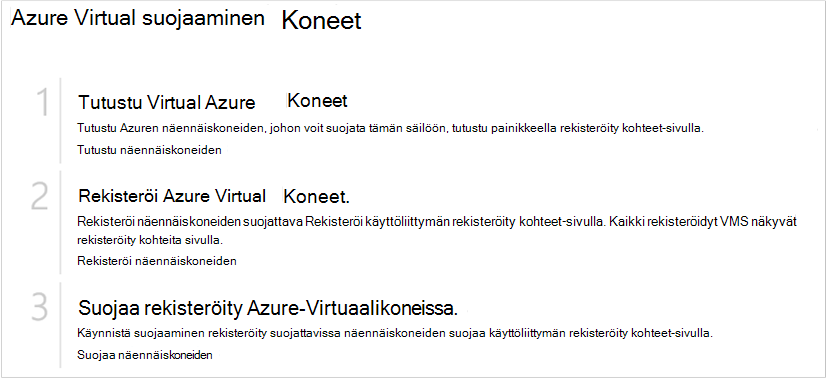 Azure Virtual suojaaminen Koneet
1 Tutustu Virtual Azure Koneet
Tutustu Azuren näennäiskoneiden, johon voit suojata tämän säilöön, tutustu painikkeella rekisteröity kohteet-sivulla.
Tutustu näennäiskoneiden
2 Rekisteröi Azure Virtual Koneet.
Rekisteröi näennäiskoneiden suojattava Rekisteröi käyttöliittymän rekisteröity kohteet-sivulla. Kaikki rekisteröidyt VMS näkyvät
rekisteröity kohteita sivulla.
Rekisteröi näennäiskoneiden
3 Suojaa rekisteröity Azure-Virtuaalikoneissa.
Käynnistä suojaaminen rekisteröity suojattavissa näennäiskoneiden suojaa käyttöliittymän rekisteröity kohteet-sivulla.
Suojaa näennäiskoneiden